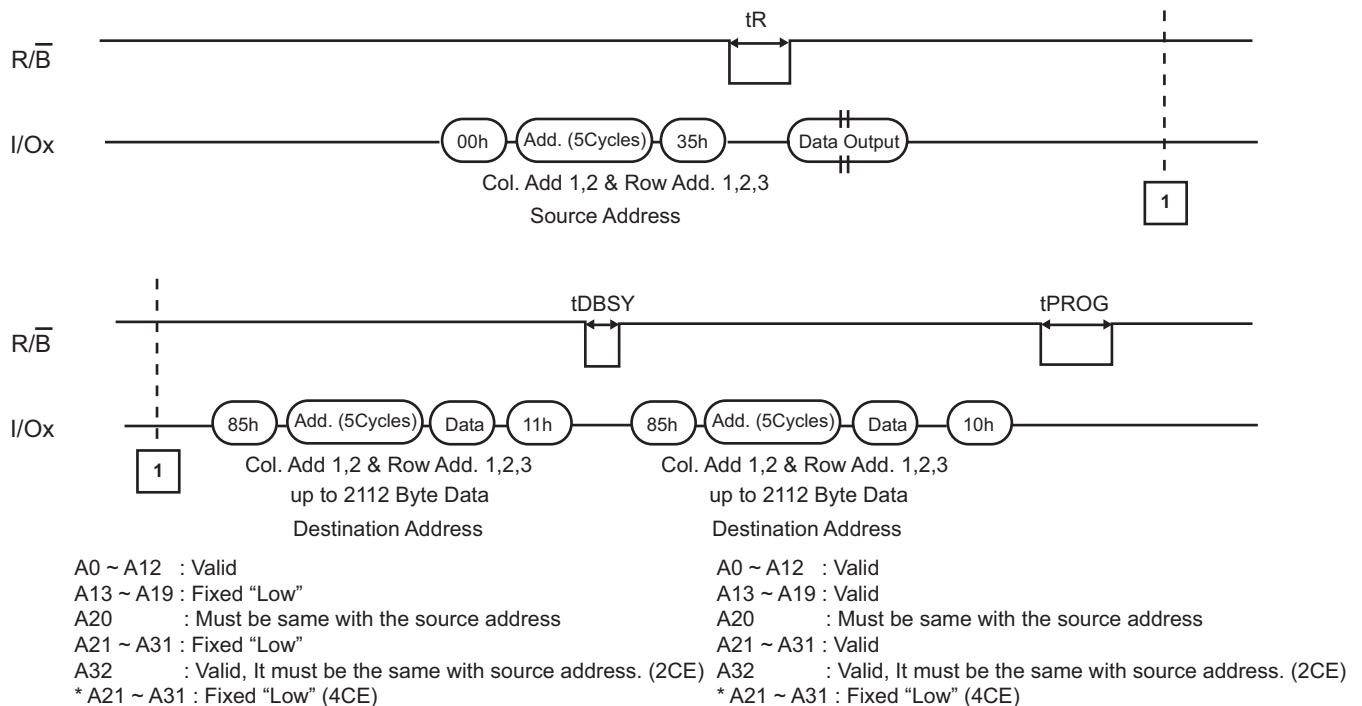 tR
R/B̅
I/Ox
00h Add. (5Cycles) 35h Data Output
Col. Add 1,2 & Row Add. 1,2,3
Source Address
1
tDBSY tPROG
R/B̅
I/Ox
85h Add. (5Cycles) Data 11h 85h Add. (5Cycles) Data 10h
1
Col. Add 1,2 & Row Add. 1,2,3 Col. Add 1,2 & Row Add. 1,2,3
up to 2112 Byte Data up to 2112 Byte Data
Destination Address Destination Address
A0 ~ A12 : Valid A0 ~ A12 : Valid
A13 ~ A19 : Fixed “Low” A13 ~ A19 : Valid
A20 : Must be same with the source address A20 : Must be same with the source address
A21 ~ A31 : Fixed “Low” A21 ~ A31 : Valid
A32 : Valid, It must be the same with source address. (2CE) A32 : Valid, It must be the same with source address. (2CE)
* A21 ~ A31 : Fixed “Low” (4CE) * A21 ~ A31 : Fixed “Low” (4CE)